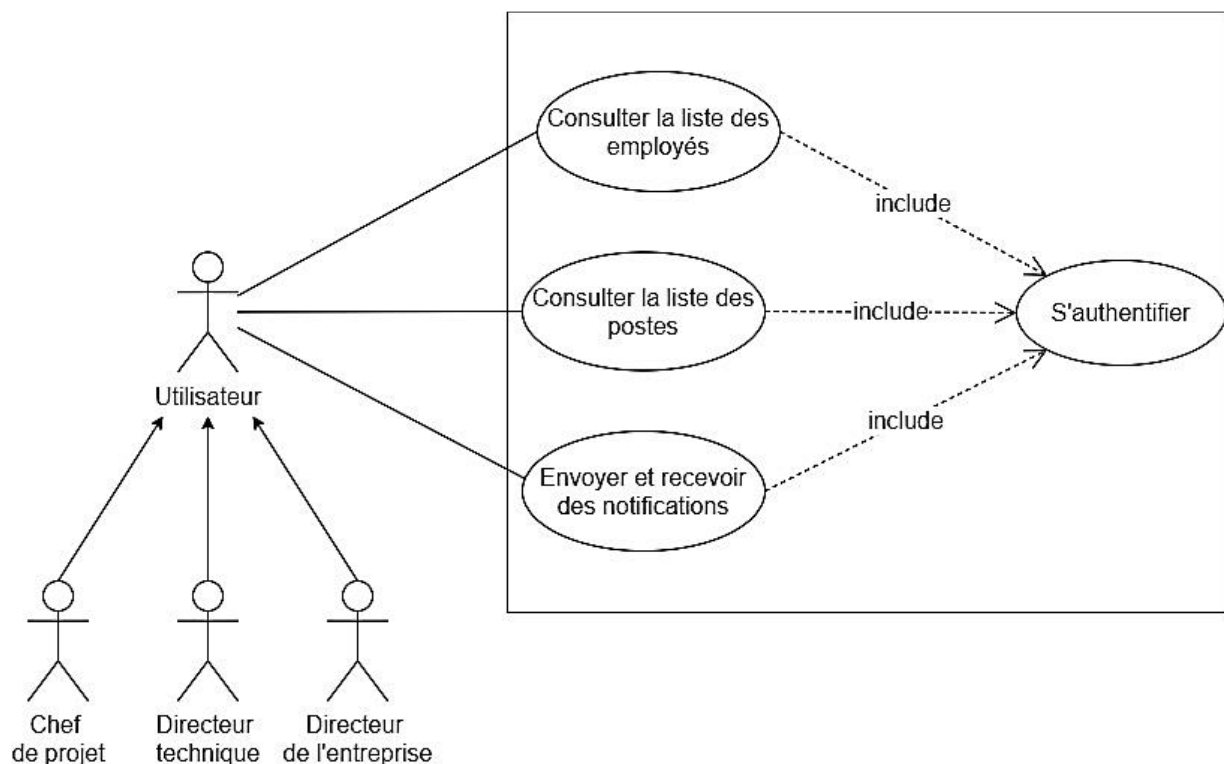 Consulter la liste des
employés
include
Consulter la liste des
postes
include
S'authentifier
Utilisateur
include
Envoyer et recevoir
des notifications
Chef
de projet
Directeur
technique
Directeur
de l'entreprise